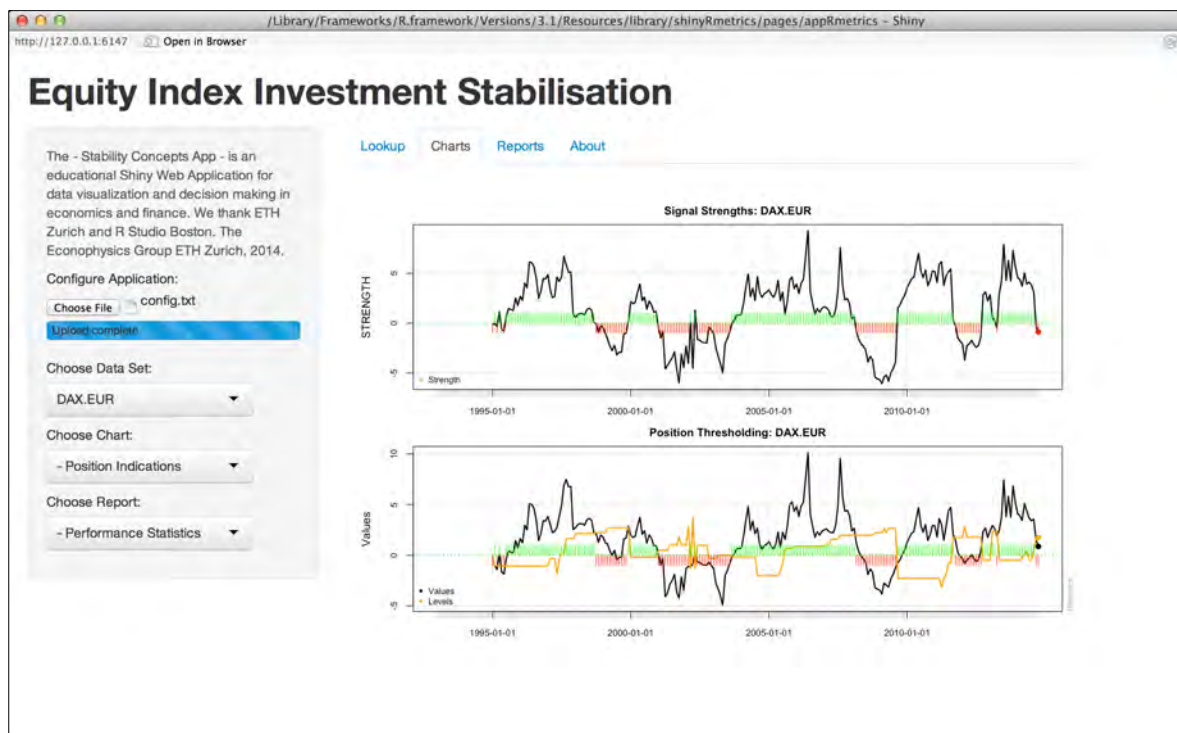 /Library/Frameworks/R.framework/Versions/3.1/Resources/library/shinyRmetrics/pages/appRmetrics – Shiny
http://127.0.0.1:6147 Open in Browser
Equity Index Investment Stabilisation
The - Stability Concepts App - is an
educational Shiny Web Application for
data visualization and decision making in
economics and finance. We thank ETH
Zurich and R Studio Boston. The
Econophysics Group ETH Zurich, 2014.
Configure Application:
Choose File config.txt
Upload complete
Choose Data Set:
DAX.EUR
Choose Chart:
- Position Indications
Choose Report:
- Performance Statistics
Lookup Charts Reports About
Signal Strengths: DAX.EUR
STRENGTH
5
0
-5
Strength
1995-01-01 2000-01-01 2005-01-01 2010-01-01
Position Thresholding: DAX.EUR
Values
10
5
0
-5
Values
Levels
1995-01-01 2000-01-01 2005-01-01 2010-01-01